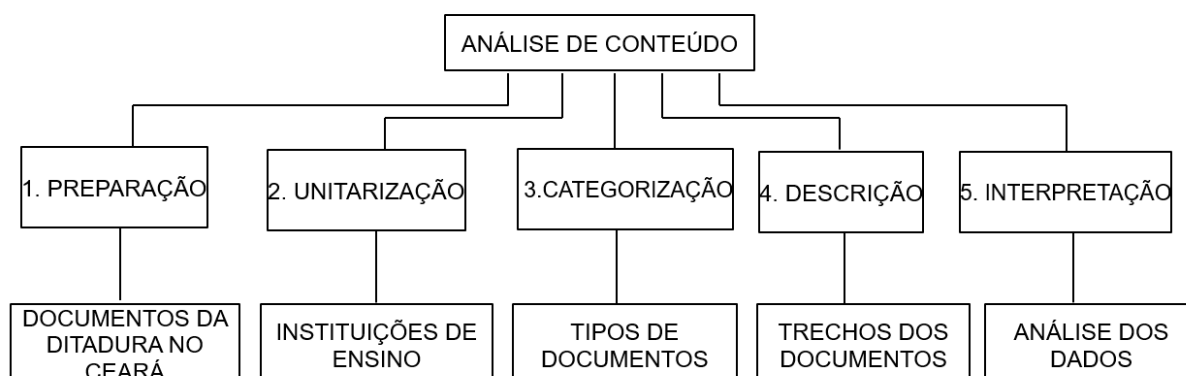 ANÁLISE DE CONTEÚDO
1. PREPARAÇÃO
2. UNITARIZAÇÃO
3.CATEGORIZAÇÃO
4. DESCRIÇÃO
5. INTERPRETAÇÃO
DOCUMENTOS DA
DITADURA NO
CEARÁ
INSTITUIÇÕES DE
ENSINO
TIPOS DE
DOCUMENTOS
TRECHOS DOS
DOCUMENTOS
ANÁLISE DOS
DADOS